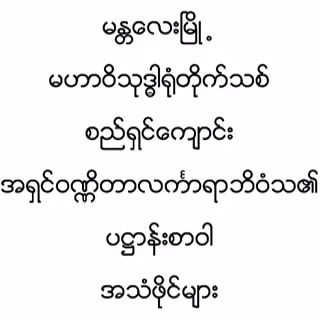 မန္တလေးမြို့
မဟာဝိသုဒ္ဓါရုံတိုက်သစ်
စည်ရှင်ကျောင်း
အရှင်ဝဏ္ဏိတာလင်္ကာရာဘိဝံသ၏
ပဋ္ဌာန်းစာဝါ
အသံဖိုင်များ